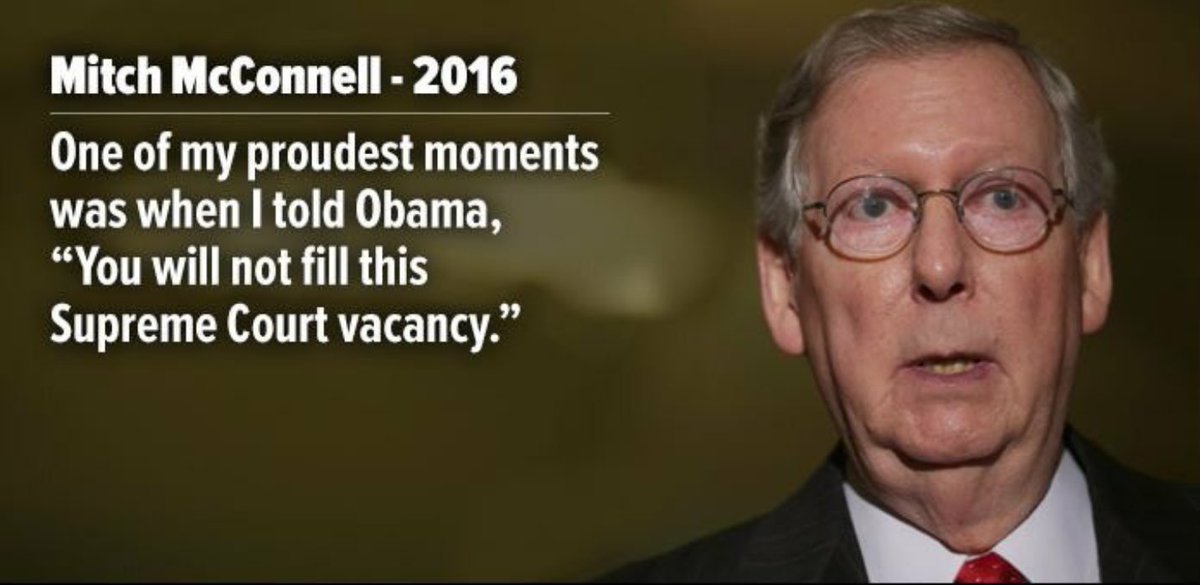 Mitch McConnell - 2016
One of my proudest moments
was when I told Obama,
“You will not fill this
Supreme Court vacancy.”